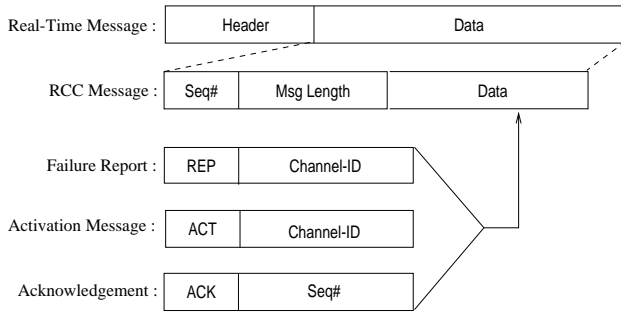 Real-Time Message : Header Data
RCC Message : Seq# Msg Length Data
Failure Report : REP Channel-ID
Activation Message : ACT Channel-ID
Acknowledgement : ACK Seq#